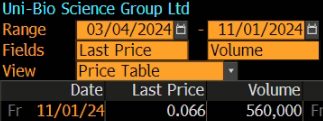 Uni-Bio Science Group Ltd
Range 03/04/2024 - 11/01/2024
Fields Last Price Volume
View Price Table
Date Last Price Volume
Fr 11/01/24 0.066 560,000 Fr